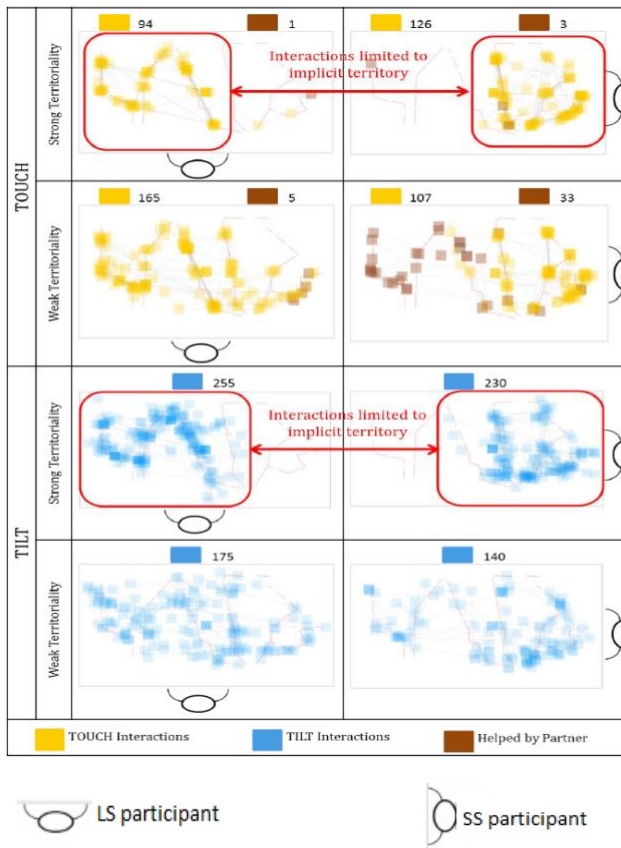 94 1 126 3
TOUCH
Strong Territoriality
Interactions limited to
implicit territory
165 5 107 33
Weak Territoriality
255 230
TILT
Strong Territoriality
Interactions limited to
implicit territory
175 140
Weak Territoriality
TOUCH Interactions TILT Interactions Helped by Partner
LS participant SS participant